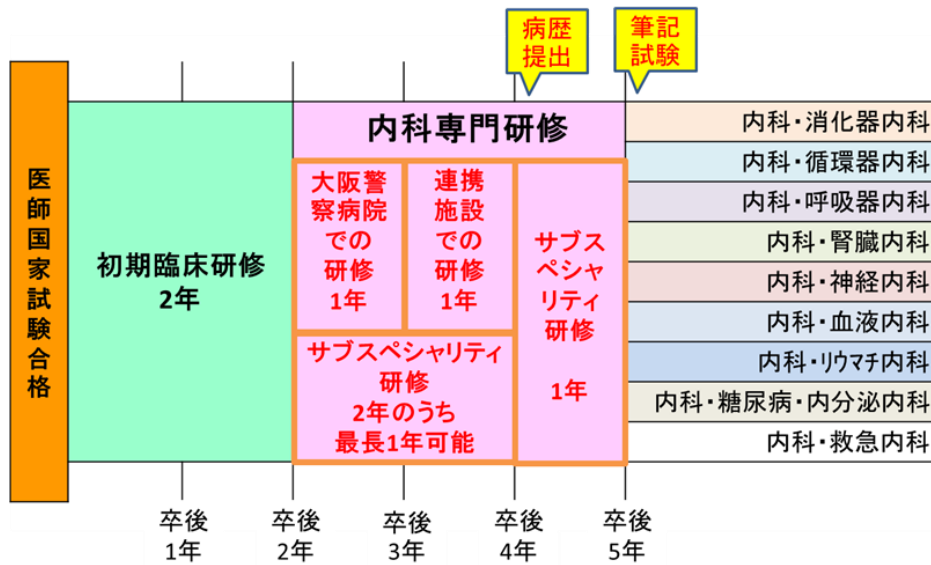 病歴
提出
筆記
試験
医師国家試験合格
初期臨床研修
2年
内科専門研修
大阪警
察病院
での
研修
1年
連携
施設
での
研修
1年
サブス
ペシャ
リティ
研修
1年
サブスペシャリティ
研修
2年のうち
最長1年可能
内科・消化器内科
内科・循環器内科
内科・呼吸器内科
内科・腎臓内科
内科・神経内科
内科・血液内科
内科・リウマチ内科
内科・糖尿病・内分泌内科
内科・救急内科
卒後
1年
卒後
2年
卒後
3年
卒後
4年
卒後
5年